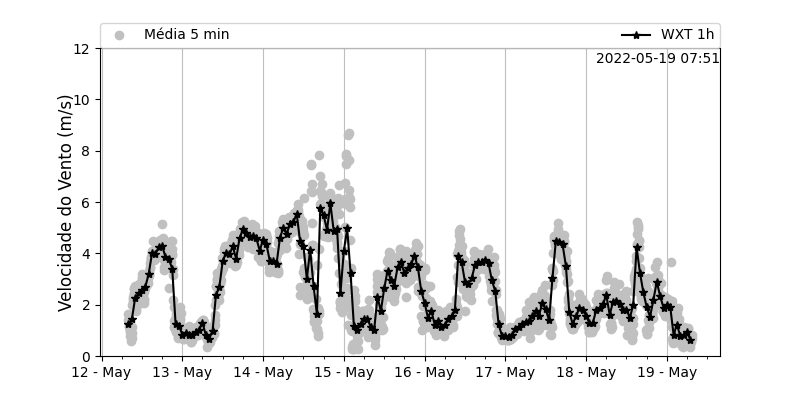 Média 5 min
WXT 1h
2022-05-19 07:51
Velocidade do Vento (m/s)
12
10
8
6
4
2
0
12 - May
13 - May
14 - May
15 - May
16 - May
17 - May
18 - May
19 - May